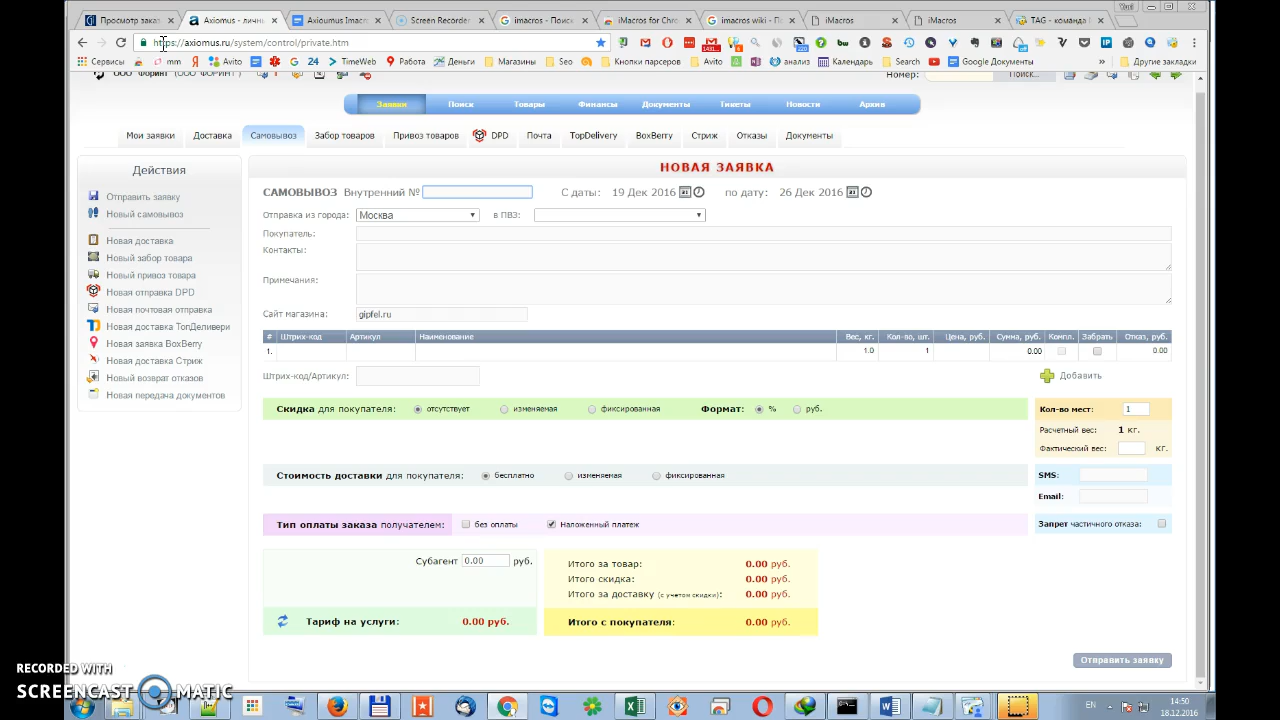 Yuri
Просмотр зака
Axiomus - личны
Axioumus Imacro
Screen Recorder
imacros - Поиск
iMacros for Chro
imacros wiki - П
iMacros
iMacros
TAG - команда
https://axiomus.ru/system/control/private.htm
Сервисы
mm
Avito
24
TimeWeb
Работа
Деньги
Магазины
Seo
Кнопки парсеров
Avito
анализ
Календарь
Search
Google Документы
»
Другие закладки
ООО "Форинт" (ООО "ФОРИНТ")
Номер:
Поиск...
Заявки Поиск Товары Финансы Документы Тикеты Новости Архив
Мои заявки Доставка Самовывоз Забор товаров Привоз товаров DPD Почта TopDelivery BoxBerry Стриж Отказы Документы
Действия
Отправить заявку
Новый самовывоз
Новая доставка
Новый забор товара
Новый привоз товара
Новая отправка DPD
Новая почтовая отправка
Новая доставка ТопДеливери
Новая заявка BoxBerry
Новая доставка Стриж
Новый возврат отказов
Новая передача документов
НОВАЯ ЗАЯВКА
САМОВЫВОЗ Внутренний № С даты: 19 Дек 2016 по дату: 26 Дек 2016
Отправка из города: Москва в ПВЗ:
Покупатель:
Контакты:
Примечания:
Сайт магазина: gipfel.ru
# Штрих-код Артикул Наименование Вес, кг. Кол-во, шт. Цена, руб. Сумма, руб. Компл. Забрать Отказ, руб.
1. 1.0 1 0.00 0.00
Штрих-код/Артикул: Добавить
Скидка для покупателя: отсутствует изменяемая фиксированная Формат: % руб.
Кол-во мест: 1
Расчетный вес: 1 кг.
Фактический вес: кг.
Стоимость доставки для покупателя: бесплатно изменяемая фиксированная
SMS:
Email:
Тип оплаты заказа получателем: без оплаты Наложенный платеж
Запрет частичного отказа:
Субагент 0.00 руб.
Тариф на услуги: 0.00 руб.
Итого за товар: 0.00 руб.
Итого скидка: 0.00 руб.
Итого за доставку (с учетом скидки): 0.00 руб.
Итого с покупателя: 0.00 руб.
Отправить заявку
RECORDED WITH
SCREENCAST MATIC
EN
14:50
18.12.2016